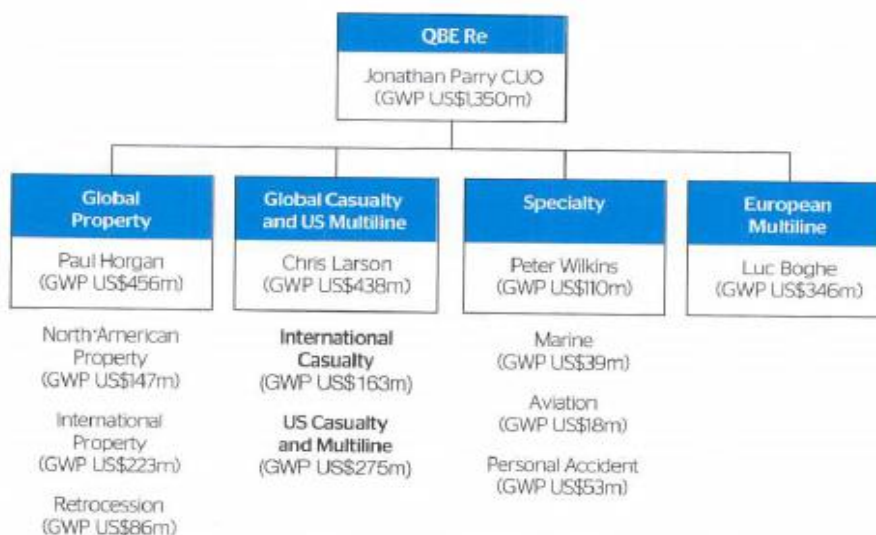 QBE Re
Jonathan Parry CUO
(GWP US$1,350m)
Global
Property
Paul Horgan
(GWP US$456m)
North American
Property
(GWP US$147m)
International
Property
(GWP US$223m)
Retrocession
(GWP US$86m)
Global Casualty
and US Multiline
Chris Larson
(GWP US$438m)
International
Casualty
(GWP US$163m)
US Casualty
and Multiline
(GWP US$275m)
Specialty
Peter Wilkins
(GWP US$110m)
Marine
(GWP US$39m)
Aviation
(GWP US$18m)
Personal Accident
(GWP US$53m)
European
Multiline
Luc Boghe
(GWP US$346m)